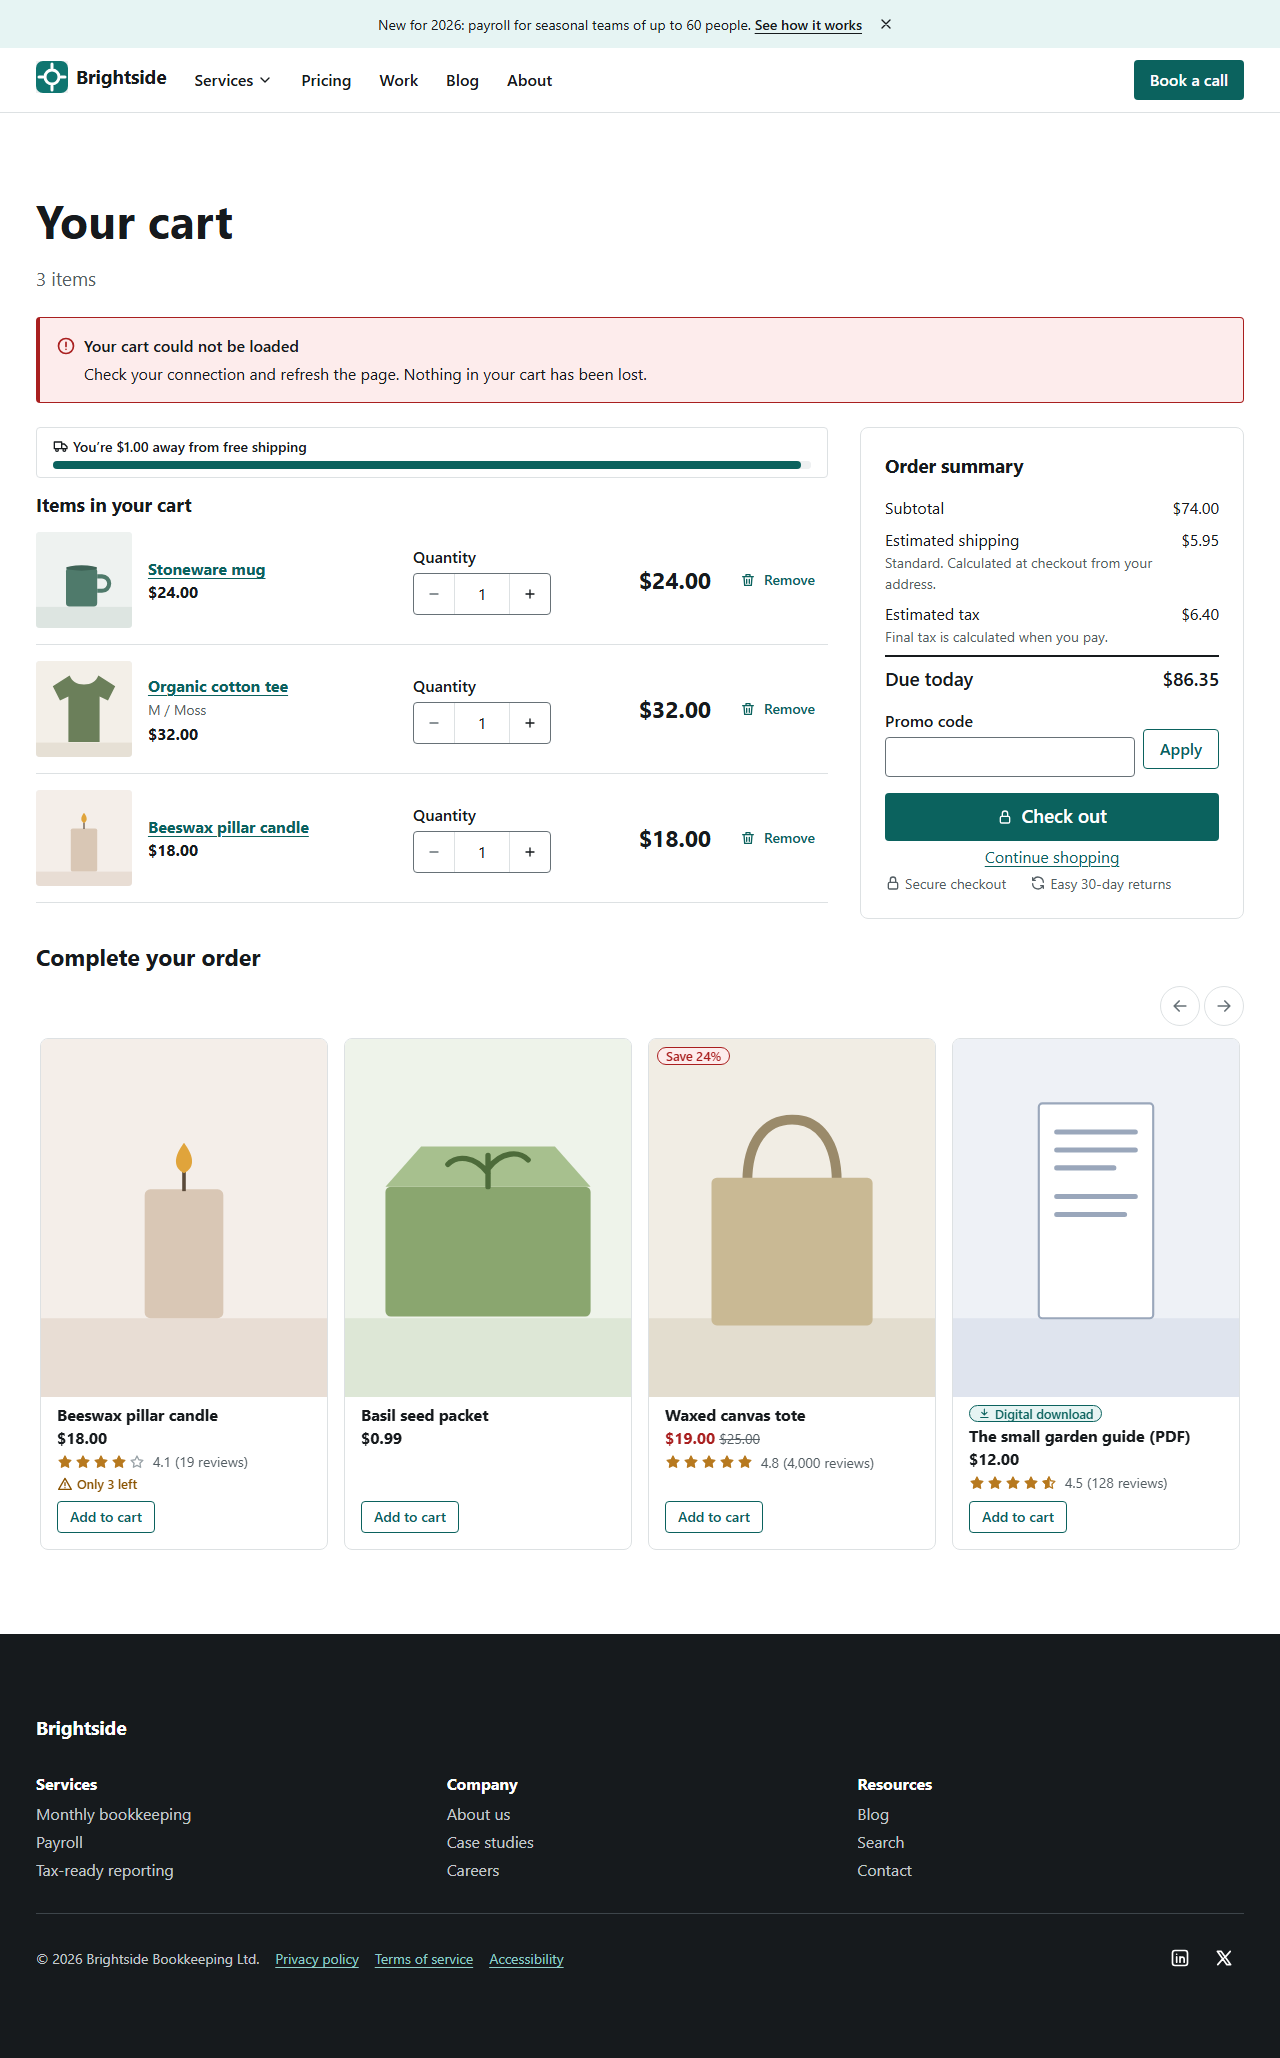 New for 2026: payroll for seasonal teams of up to 60 people. See how it works
Brightside
Services
Pricing
Work
Blog
About
Book a call
Your cart
3 items
Your cart could not be loaded
Check your connection and refresh the page. Nothing in your cart has been lost.
You’re $1.00 away from free shipping
Items in your cart
Stoneware mug
$24.00
Quantity
1
$24.00
Remove
Organic cotton tee
M / Moss
$32.00
Quantity
1
$32.00
Remove
Beeswax pillar candle
$18.00
Quantity
1
$18.00
Remove
Order summary
Subtotal $74.00
Estimated shipping $5.95
Standard. Calculated at checkout from your
address.
Estimated tax $6.40
Final tax is calculated when you pay.
Due today $86.35
Promo code
Apply
Check out
Continue shopping
Secure checkout
Easy 30-day returns
Complete your order
Beeswax pillar candle
$18.00
4.1 (19 reviews)
Only 3 left
Add to cart
Basil seed packet
$0.99
Add to cart
Save 24%
Waxed canvas tote
$19.00 $25.00
4.8 (4,000 reviews)
Add to cart
Digital download
The small garden guide (PDF)
$12.00
4.5 (128 reviews)
Add to cart
Brightside
Services
Monthly bookkeeping
Payroll
Tax-ready reporting
Company
About us
Case studies
Careers
Resources
Blog
Search
Contact
© 2026 Brightside Bookkeeping Ltd.
Privacy policy
Terms of service
Accessibility